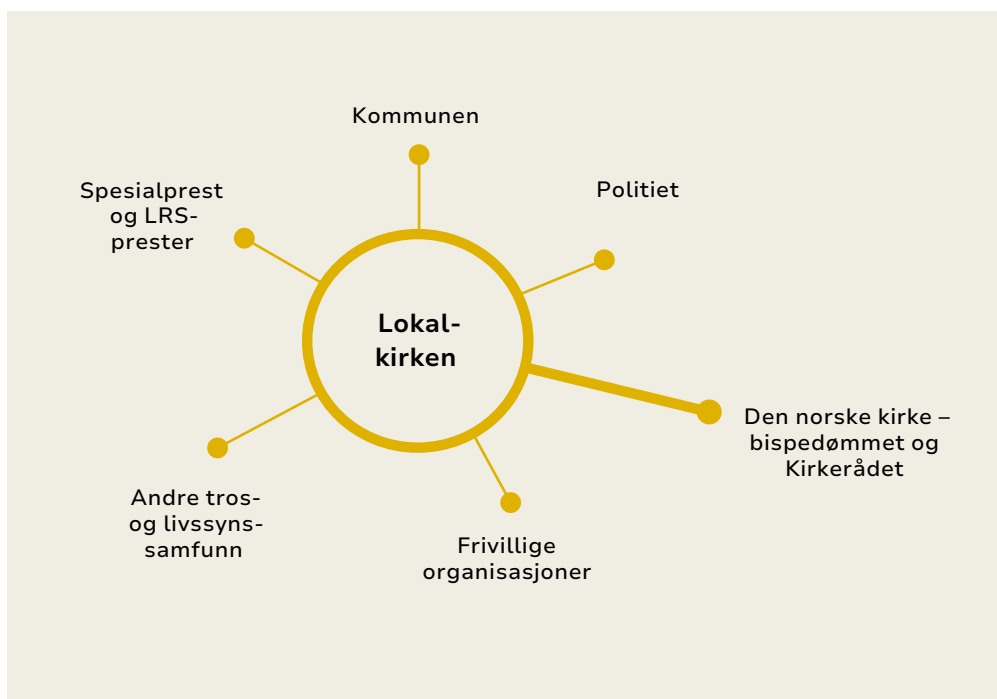 Kommunen
Spesialprest
og LRS-
prester
Politiet
Lokal-
kirken
Den norske kirke –
bispedømmet og
Kirkerådet
Andre tros-
og livssyns-
samfunn
Frivillige
organisasjoner